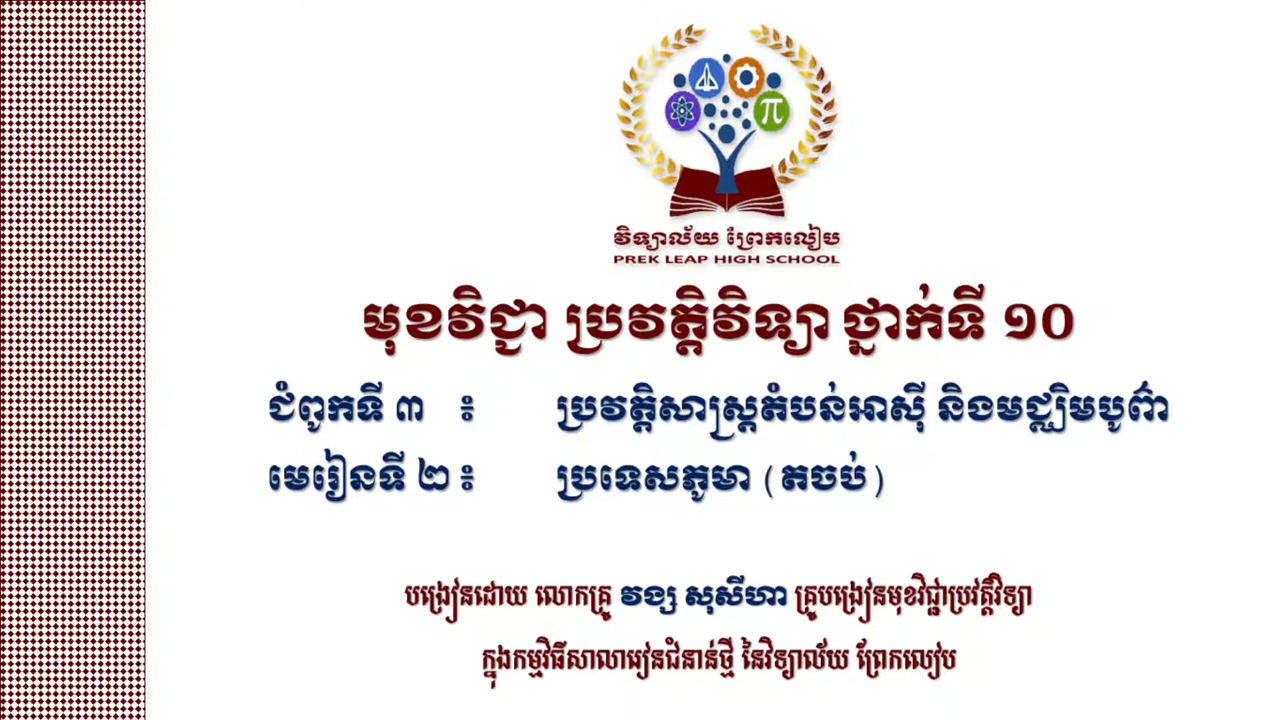 π
វិទ្យាល័យ ព្រែកលៀប
PREK LEAP HIGH SCHOOL
មុខវិជ្ជា ប្រវត្តិវិទ្យា ថ្នាក់ទី ១០
ជំពូកទី ៣ ៖ ប្រវត្តិសាស្ត្រតំបន់អាស៊ី និងមជ្ឈិមបូព៌ា
មេរៀនទី ២ ៖ ប្រទេសភូមា (តចប់)
បង្រៀនដោយ លោកគ្រូ វង្ស សុសីហា គ្រូបង្រៀនមុខវិជ្ជាប្រវត្តិវិទ្យា
ក្នុងកម្មវិធីសាលារៀនជំនាន់ថ្មី នៃវិទ្យាល័យ ព្រែកលៀប